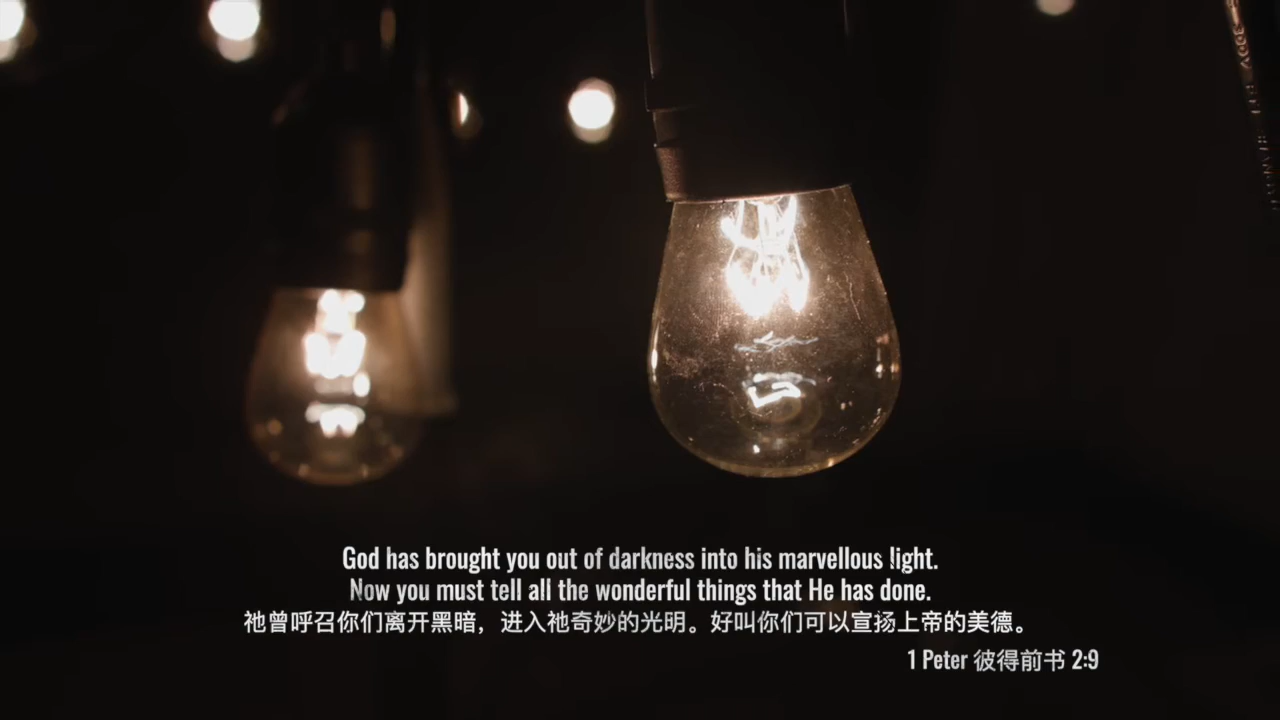 God has brought you out of darkness into his marvellous light.
Now you must tell all the wonderful things that He has done.
祂曾呼召你们离开黑暗，进入祂奇妙的光明。好叫你们可以宣扬上帝的美德。
1 Peter 彼得前书 2:9